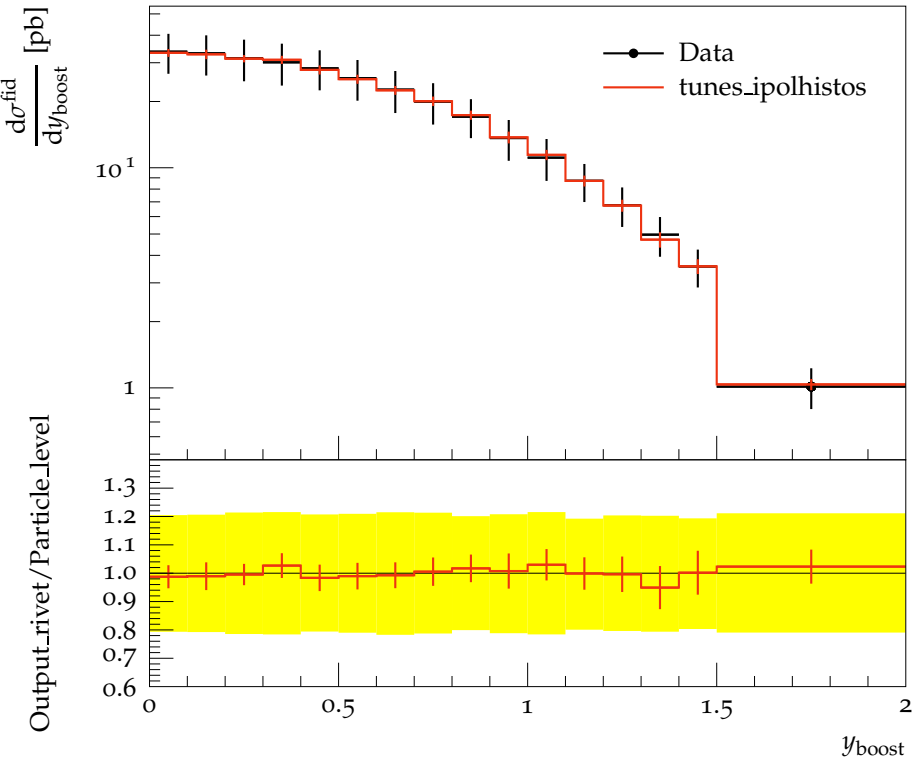 dσ^fid / dy_boost [pb]
Data
tunes_ipolhistos
10^1
1
Output_rivet/Particle_level
1.3
1.2
1.1
1.0
0.9
0.8
0.7
0.6
0 0.5 1 1.5 2
y_boost